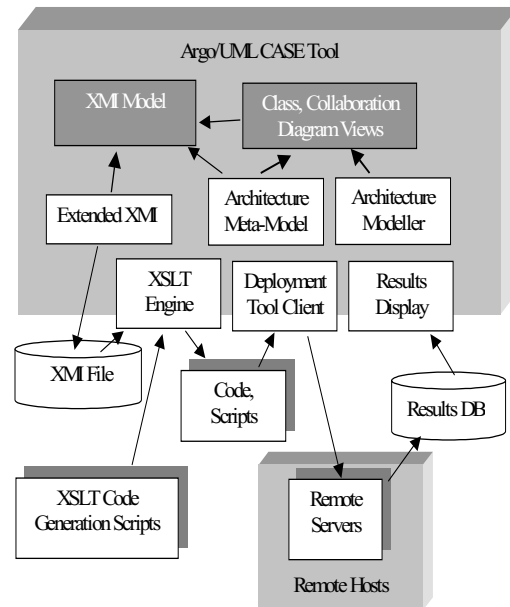 Argo/UML CASE Tool
XMI Model
Class, Collaboration
Diagram Views
Extended XMI
Architecture
Meta-Model
Architecture
Modeller
XSLT
Engine
Deployment
Tool Client
Results
Display
XMI File
Code,
Scripts
Results DB
XSLT Code
Generation Scripts
Remote
Servers
Remote Hosts